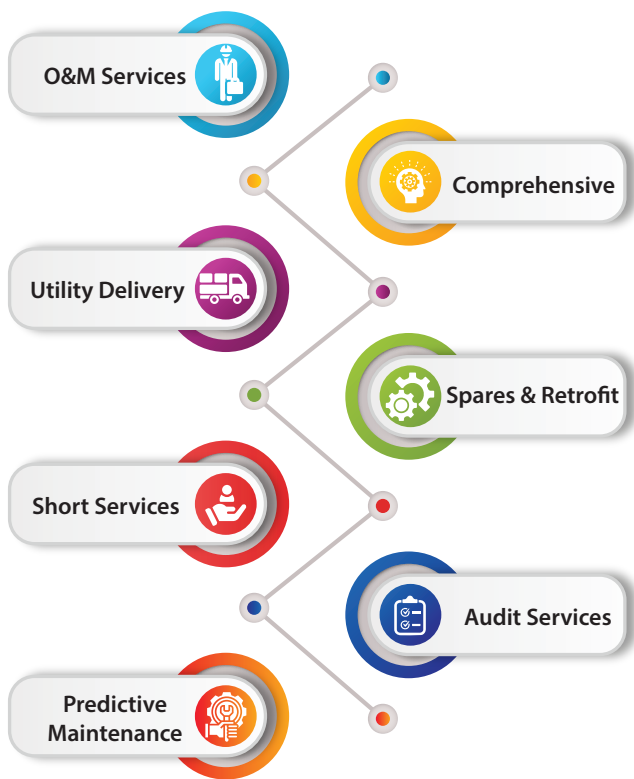 O&M Services
Comprehensive
Utility Delivery
Spares & Retrofit
Short Services
Audit Services
Predictive
Maintenance